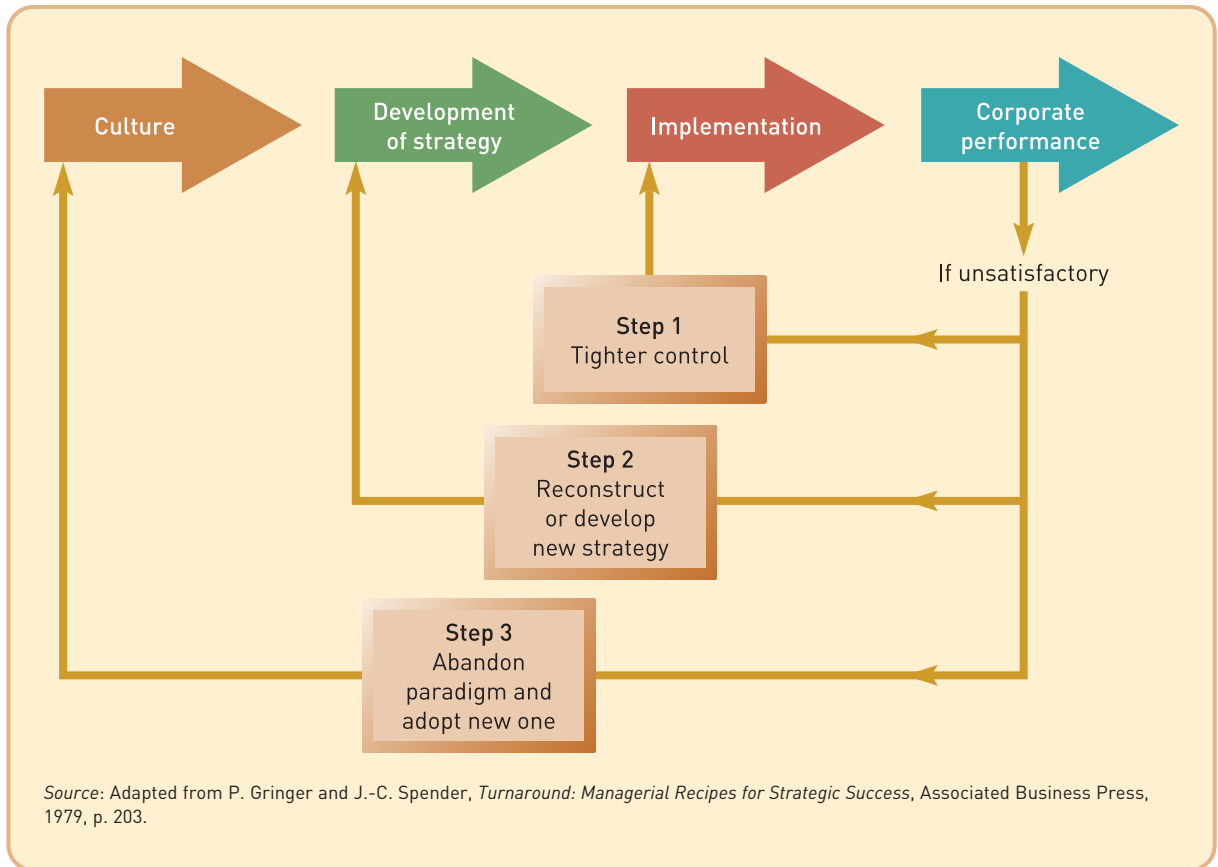 Culture
Development
of strategy
Implementation
Corporate
performance
If unsatisfactory
Step 1
Tighter control
Step 2
Reconstruct
or develop
new strategy
Step 3
Abandon
paradigm and
adopt new one
Source: Adapted from P. Gringer and J.-C. Spender, Turnaround: Managerial Recipes for Strategic Success, Associated Business Press,
1979, p. 203.